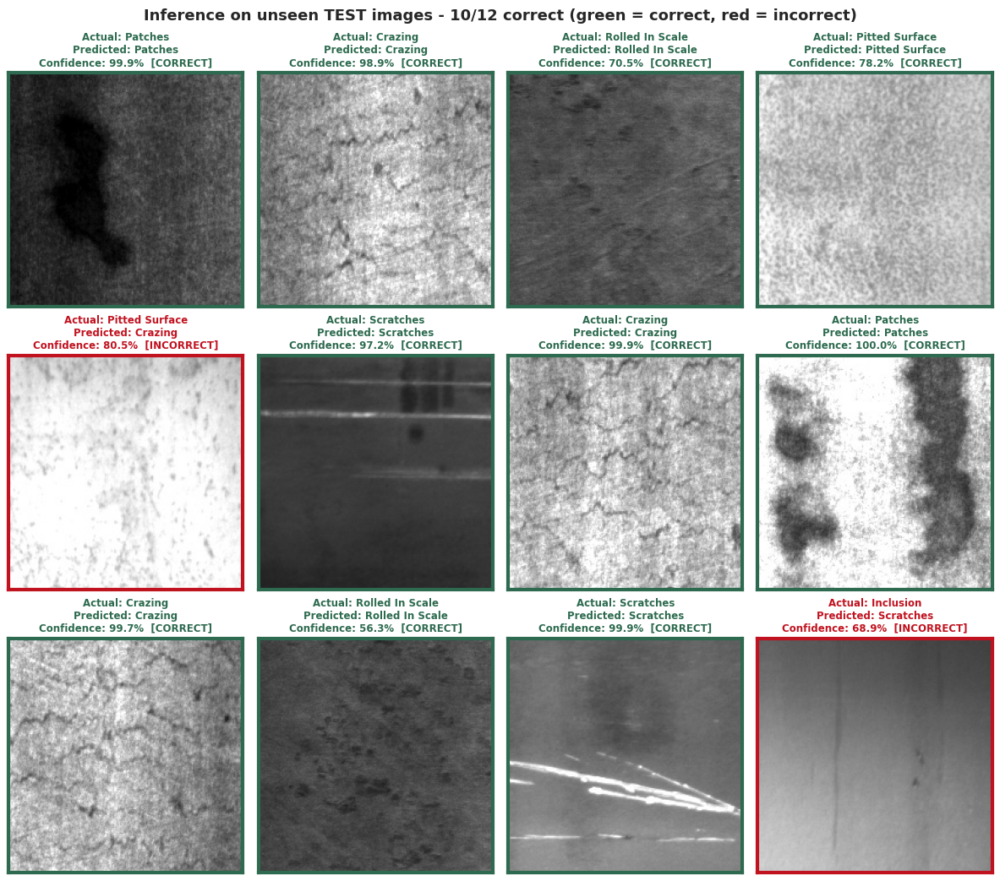 Inference on unseen TEST images - 10/12 correct (green = correct, red = incorrect)
Actual: Patches
Predicted: Patches
Confidence: 99.9%  [CORRECT]
Actual: Crazing
Predicted: Crazing
Confidence: 98.9%  [CORRECT]
Actual: Rolled In Scale
Predicted: Rolled In Scale
Confidence: 70.5%  [CORRECT]
Actual: Pitted Surface
Predicted: Pitted Surface
Confidence: 78.2%  [CORRECT]
Actual: Pitted Surface
Predicted: Crazing
Confidence: 80.5%  [INCORRECT]
Actual: Scratches
Predicted: Scratches
Confidence: 97.2%  [CORRECT]
Actual: Crazing
Predicted: Crazing
Confidence: 99.9%  [CORRECT]
Actual: Patches
Predicted: Patches
Confidence: 100.0%  [CORRECT]
Actual: Crazing
Predicted: Crazing
Confidence: 99.7%  [CORRECT]
Actual: Rolled In Scale
Predicted: Rolled In Scale
Confidence: 56.3%  [CORRECT]
Actual: Scratches
Predicted: Scratches
Confidence: 99.9%  [CORRECT]
Actual: Inclusion
Predicted: Scratches
Confidence: 68.9%  [INCORRECT]